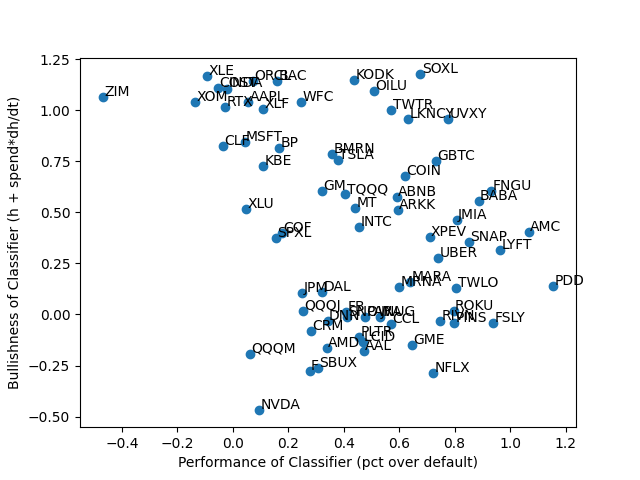 1.25
1.00
0.75
0.50
0.25
0.00
−0.25
−0.50
Bullishness of Classifier (h + spend*dh/dt)
ZIM
XLE
ORCL
BAC
KODK
SOXL
OILU
XOM
RTX
AAPL
XLF
WFC
TWTR
LKNCY
UVXY
CLF
MSFT
BP
BMRN
TSLA
GBTC
KBE
COIN
GM
TQQQ
ABNB
FNGU
BABA
XLU
MT
ARKK
JMIA
COF
SPXL
INTC
XPEV
SNAP
AMC
LYFT
UBER
MARA
MRNA
TWLO
PDD
JPM
DAL
QQQJ
ROKU
PINS
FSLY
CCL
CRM
PLTR
LCID
AAL
AMD
GME
QQQM
F
SBUX
NFLX
NVDA
−0.4
−0.2
0.0
0.2
0.4
0.6
0.8
1.0
1.2
Performance of Classifier (pct over default)